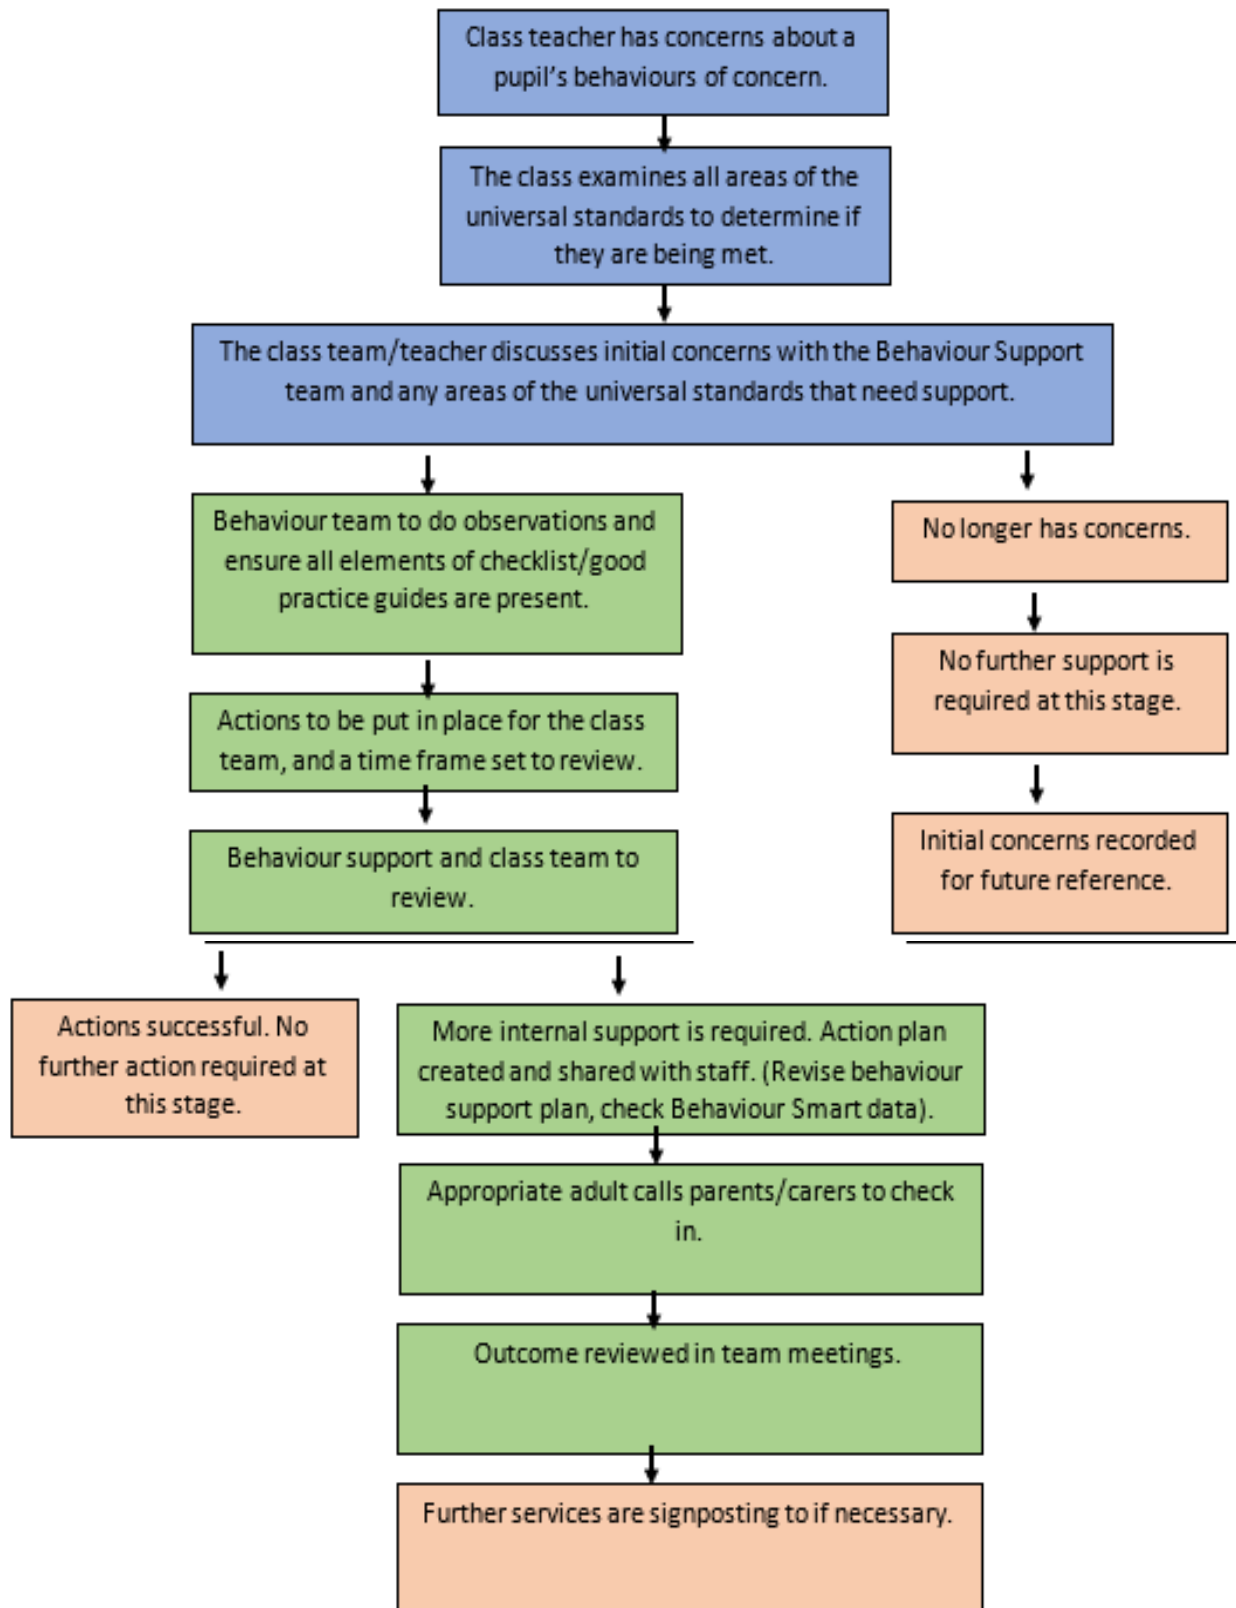 Class teacher has concerns about a
pupil’s behaviours of concern.
The class examines all areas of the
universal standards to determine if
they are being met.
The class team/teacher discusses initial concerns with the Behaviour Support
team and any areas of the universal standards that need support.
Behaviour team to do observations and
ensure all elements of checklist/good
practice guides are present.
Actions to be put in place for the class
team, and a time frame set to review.
Behaviour support and class team to
review.
No longer has concerns.
No further support is
required at this stage.
Initial concerns recorded
for future reference.
Actions successful. No
further action required at
this stage.
More internal support is required. Action plan
created and shared with staff. (Revise behaviour
support plan, check Behaviour Smart data).
Appropriate adult calls parents/carers to check
in.
Outcome reviewed in team meetings.
Further services are signposting to if necessary.